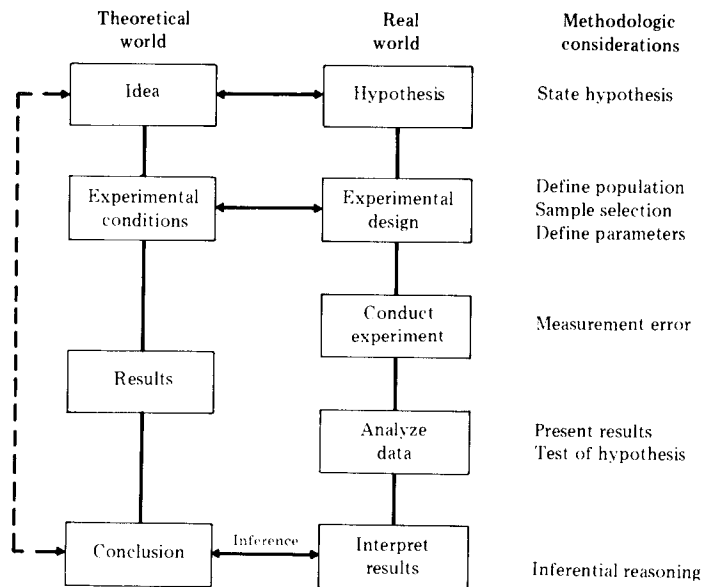 Theoretical
world
Real
world
Methodologic
considerations
Idea
Hypothesis
State hypothesis
Experimental
conditions
Experimental
design
Define population
Sample selection
Define parameters
Conduct
experiment
Measurement error
Results
Analyze
data
Present results
Test of hypothesis
Conclusion
Inference
Interpret
results
Inferential reasoning